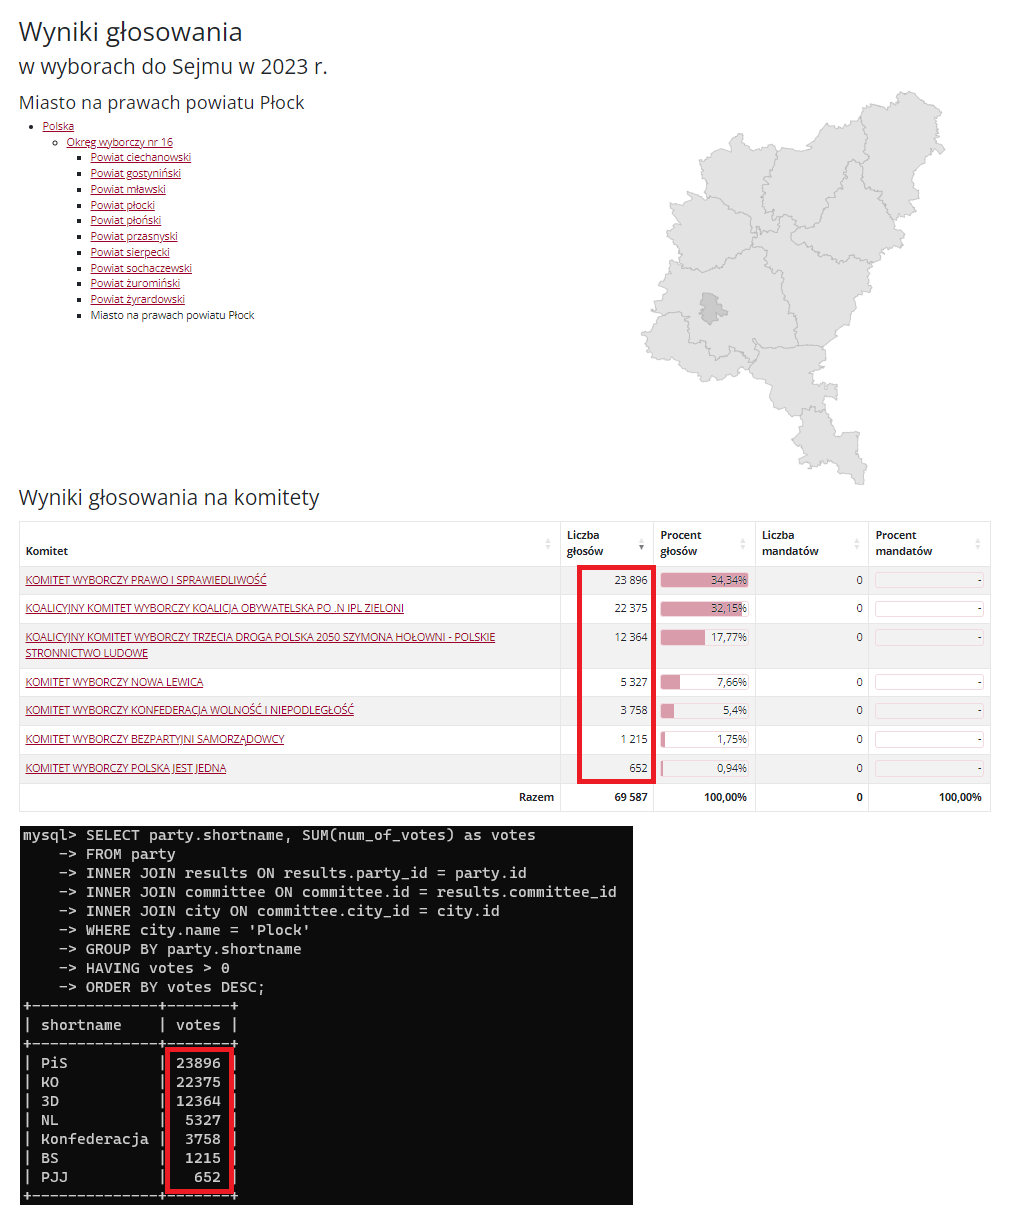 Wyniki głosowania
w wyborach do Sejmu w 2023 r.
Miasto na prawach powiatu Płock
Polska
Okręg wyborczy nr 16
Powiat ciechanowski
Powiat gostyniński
Powiat mławski
Powiat płocki
Powiat płoński
Powiat przasnyski
Powiat sierpecki
Powiat sochaczewski
Powiat żuromiński
Powiat żyrardowski
Miasto na prawach powiatu Płock
Wyniki głosowania na komitety
Komitet Liczba głosów Procent głosów Liczba mandatów Procent mandatów
KOMITET WYBORCZY PRAWO I SPRAWIEDLIWOŚĆ 23 896 34,34% 0 -
KOALICYJNY KOMITET WYBORCZY KOALICJA OBYWATELSKA PO .N IPL ZIELONI 22 375 32,15% 0 -
KOALICYJNY KOMITET WYBORCZY TRZECIA DROGA POLSKA 2050 SZYMONA HOŁOWNI - POLSKIE 12 364 17,77% 0 -
STRONNICTWO LUDOWE
KOMITET WYBORCZY NOWA LEWICA 5 327 7,66% 0 -
KOMITET WYBORCZY KONFEDERACJA WOLNOŚĆ I NIEPODLEGŁOŚĆ 3 758 5,4% 0 -
KOMITET WYBORCZY BEZPARTYJNI SAMORZĄDOWCY 1 215 1,75% 0 -
KOMITET WYBORCZY POLSKA JEST JEDNA 652 0,94% 0 -
Razem 69 587 100,00% 0 100,00%
mysql> SELECT party.shortname, SUM(num_of_votes) as votes
-> FROM party
-> INNER JOIN results ON results.party_id = party.id
-> INNER JOIN committee ON committee.id = results.committee_id
-> INNER JOIN city ON committee.city_id = city.id
-> WHERE city.name = 'Plock'
-> GROUP BY party.shortname
-> HAVING votes > 0
-> ORDER BY votes DESC;
+--------------+-------+
| shortname | votes |
+--------------+-------+
| PiS | 23896 |
| KO | 22375 |
| 3D | 12364 |
| NL | 5327 |
| Konfederacja | 3758 |
| BS | 1215 |
| PJJ | 652 |
+--------------+-------+